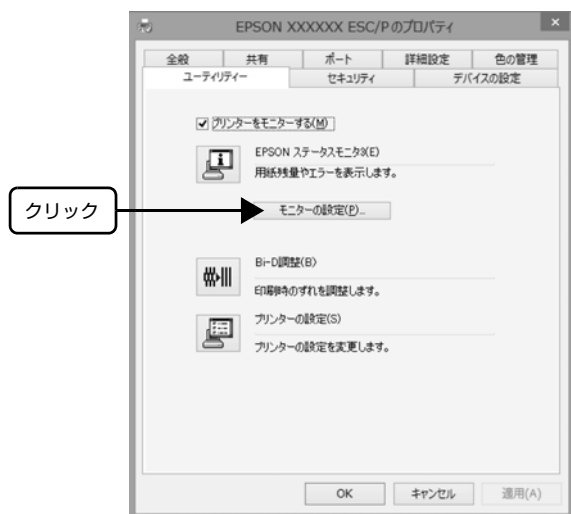 EPSON XXXXXX ESC/Pのプロパティ
×
全般 共有 ポート 詳細設定 色の管理
ユーティリティー セキュリティ デバイスの設定
プリンターをモニターする(M)
EPSON ステータスモニタ3(E)
用紙残量やエラーを表示します。
クリック
モニターの設定(P)...
Bi-D調整(B)
印刷時のずれを調整します。
プリンターの設定(S)
プリンターの設定を変更します。
OK キャンセル 適用(A)